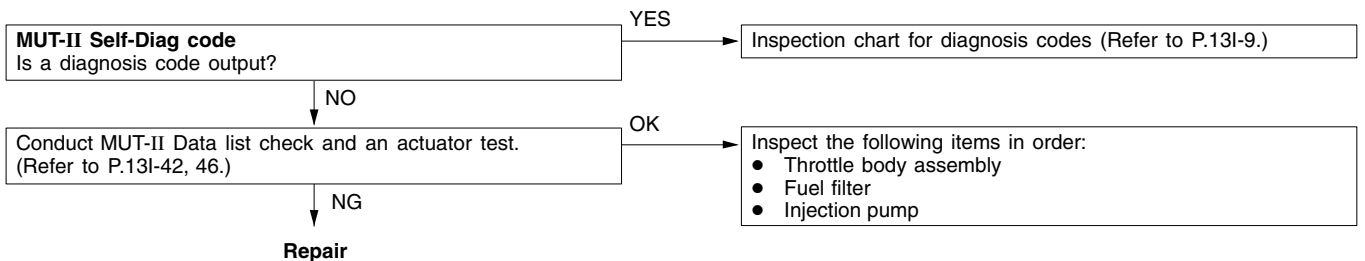 YES
MUT-II Self-Diag code
Is a diagnosis code output?
Inspection chart for diagnosis codes (Refer to P.13I-9.)
NO
Conduct MUT-II Data list check and an actuator test.
(Refer to P.13I-42, 46.)
OK
Inspect the following items in order:
● Throttle body assembly
● Fuel filter
● Injection pump
NG
Repair